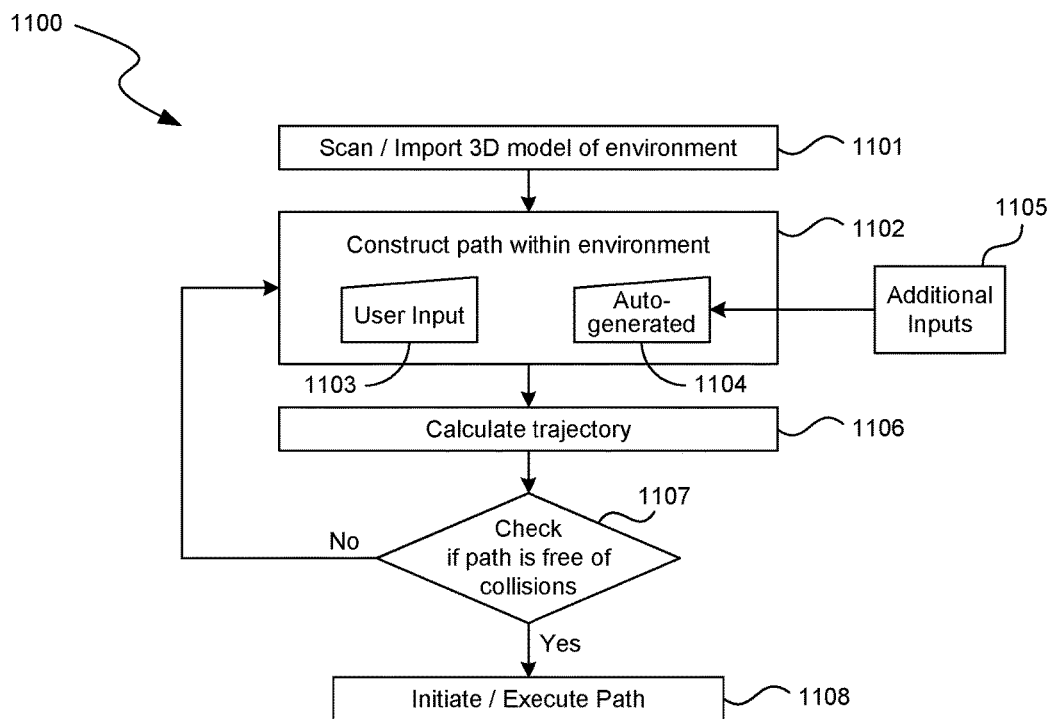 1100
Scan / Import 3D model of environment
1101
Construct path within environment
1102
1105
User Input
Auto-
generated
Additional
Inputs
1103
1104
Calculate trajectory
1106
1107
Check
if path is free of
collisions
No
Yes
Initiate / Execute Path
1108